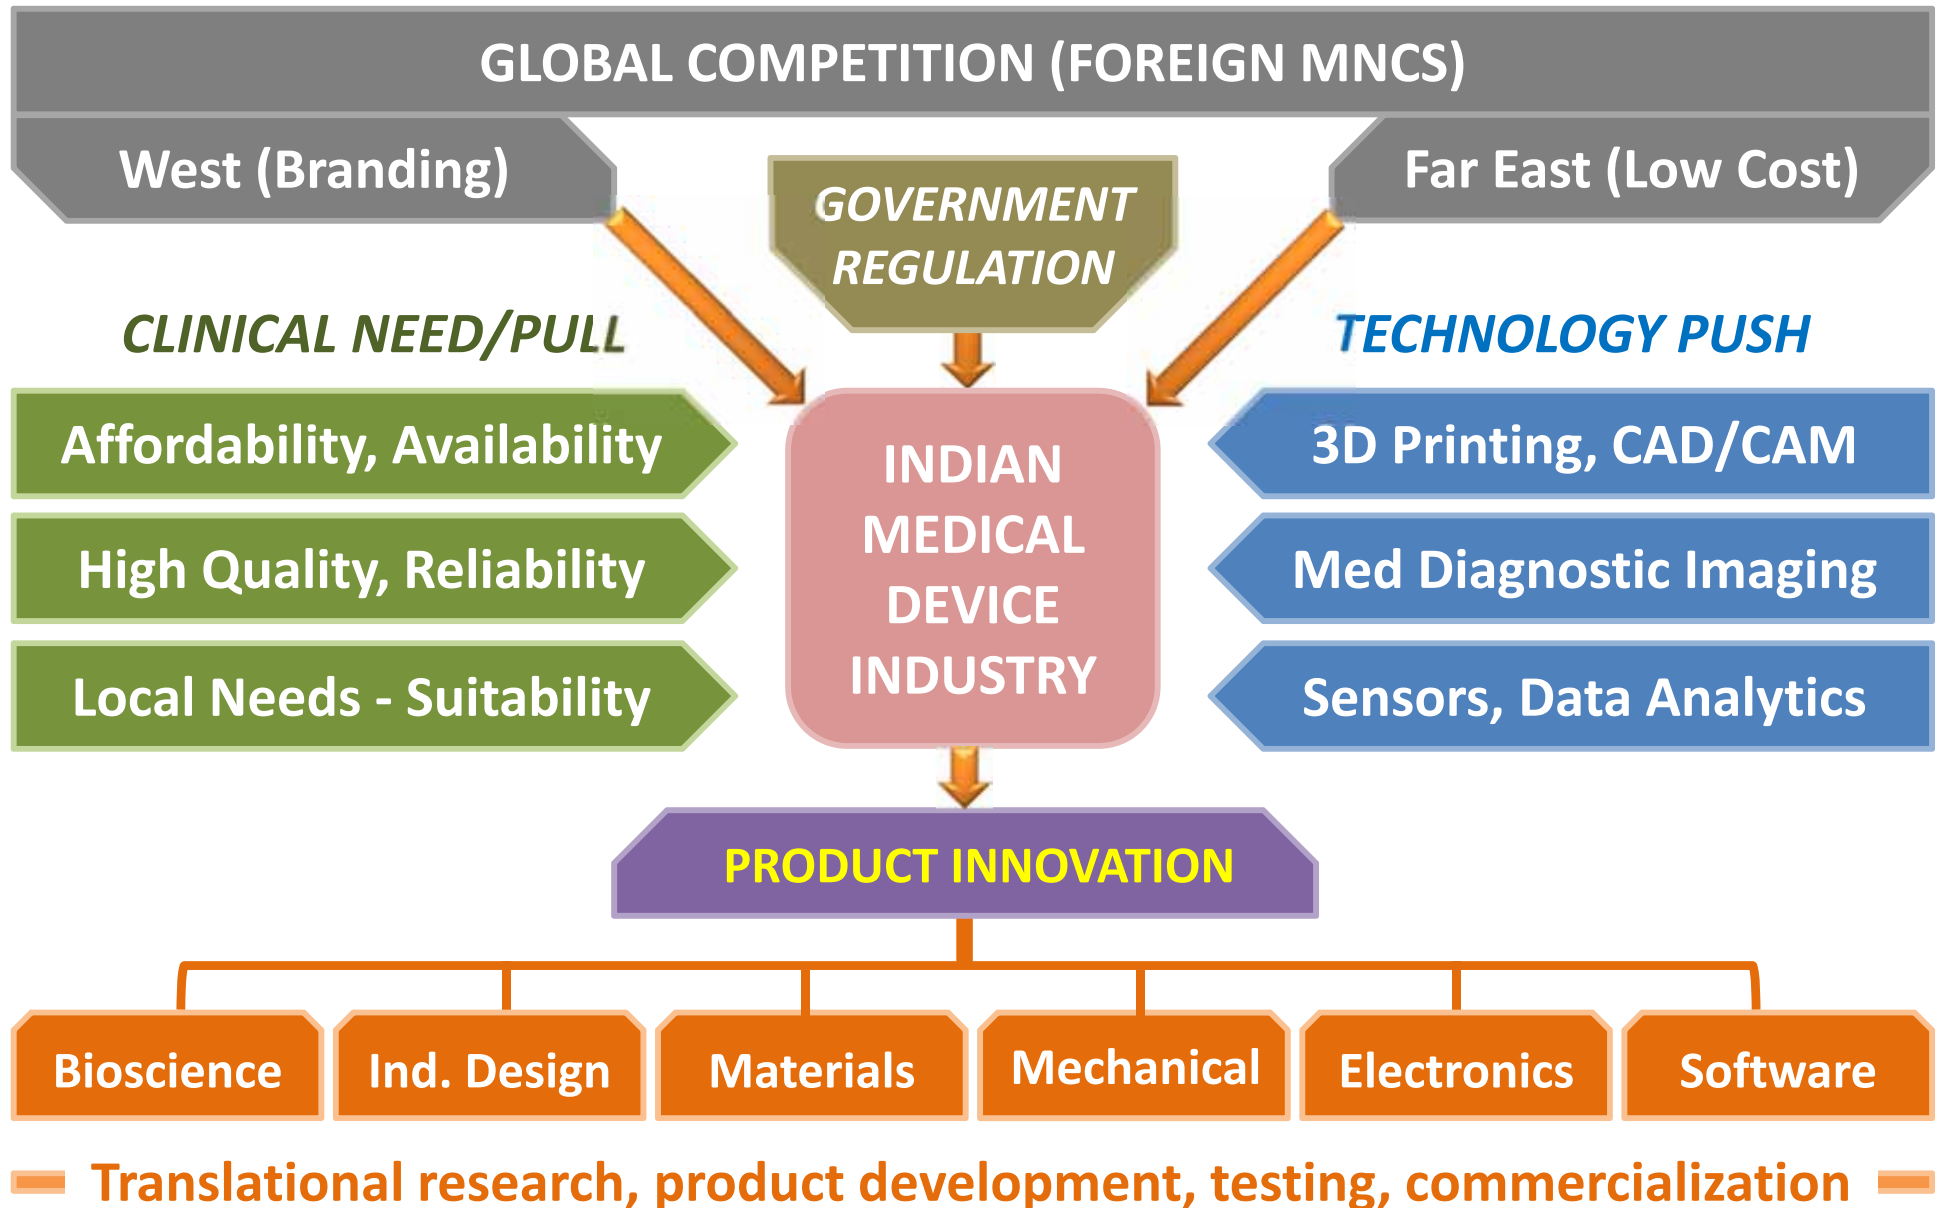 GLOBAL COMPETITION (FOREIGN MNCS)
West (Branding)
Far East (Low Cost)
GOVERNMENT
REGULATION
CLINICAL NEED/PULL
TECHNOLOGY PUSH
Affordability, Availability
High Quality, Reliability
Local Needs - Suitability
INDIAN
MEDICAL
DEVICE
INDUSTRY
3D Printing, CAD/CAM
Med Diagnostic Imaging
Sensors, Data Analytics
PRODUCT INNOVATION
Bioscience
Ind. Design
Materials
Mechanical
Electronics
Software
Translational research, product development, testing, commercialization